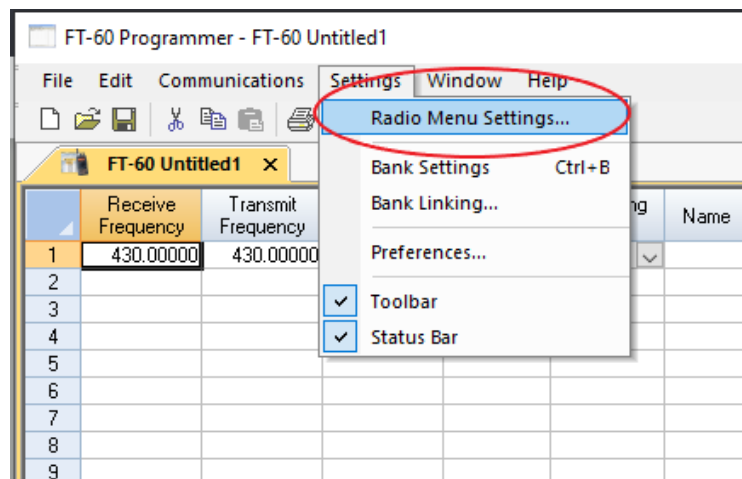 FT-60 Programmer - FT-60 Untitled1
File Edit Communications Settings Window Help
Radio Menu Settings...
FT-60 Untitled1 ×
Bank Settings Ctrl+B
Bank Linking...
Preferences...
Toolbar
Status Bar
Receive Frequency
Transmit Frequency
Name
1 430.00000 430.00000
2
3
4
5
6
7
8
9